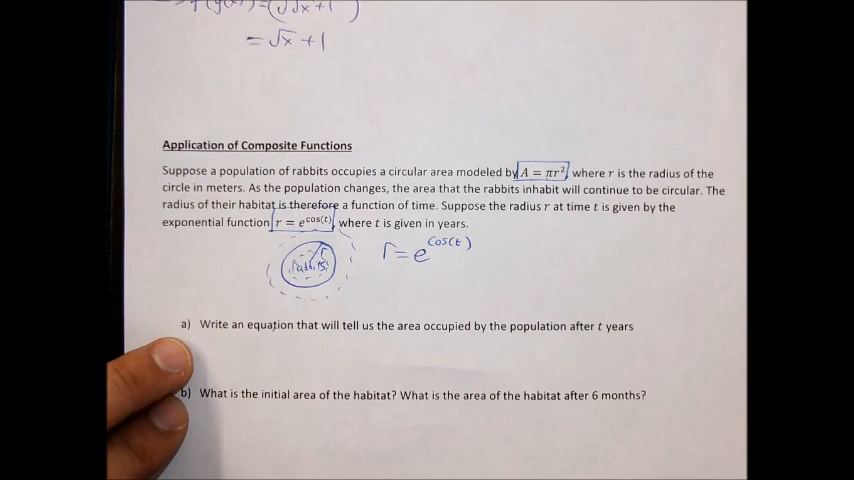 = √x + 1
Application of Composite Functions
Suppose a population of rabbits occupies a circular area modeled by A = πr², where r is the radius of the
circle in meters. As the population changes, the area that the rabbits inhabit will continue to be circular. The
radius of their habitat is therefore a function of time. Suppose the radius r at time t is given by the
exponential function r = e^cos(t), where t is given in years.
r
rabbits
r = e^cos(t)
a) Write an equation that will tell us the area occupied by the population after t years
b) What is the initial area of the habitat? What is the area of the habitat after 6 months?